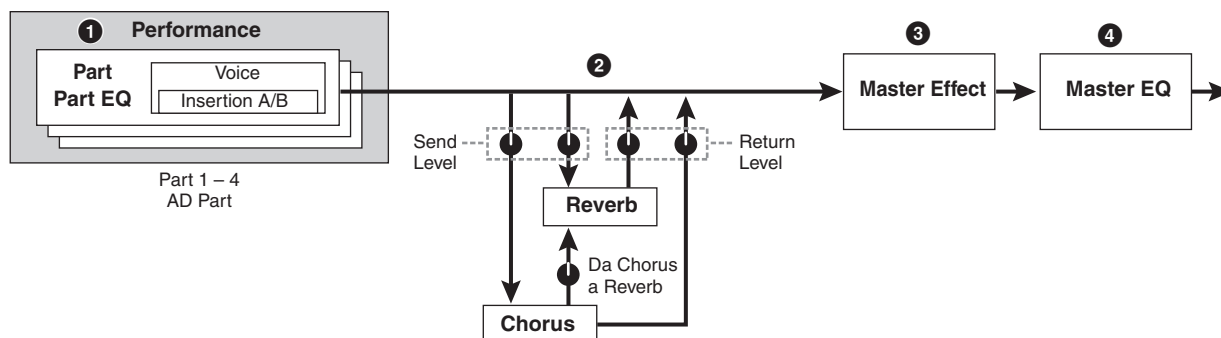 1 Performance
Part
Part EQ
Voice
Insertion A/B
Part 1 – 4
AD Part
2
Send
Level
Return
Level
Reverb
Da Chorus
a Reverb
Chorus
3
Master Effect
4
Master EQ